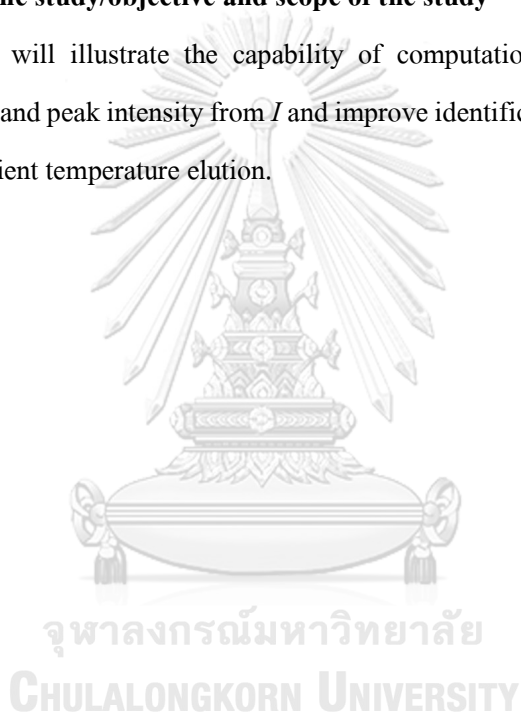 ne study/objective and scope of the study
will illustrate the capability of computatio
and peak intensity from I and improve identific
ient temperature elution.
จุฬาลงกรณ์มหาวิทยาลัย
CHULALONGKORN UNIVERSITY